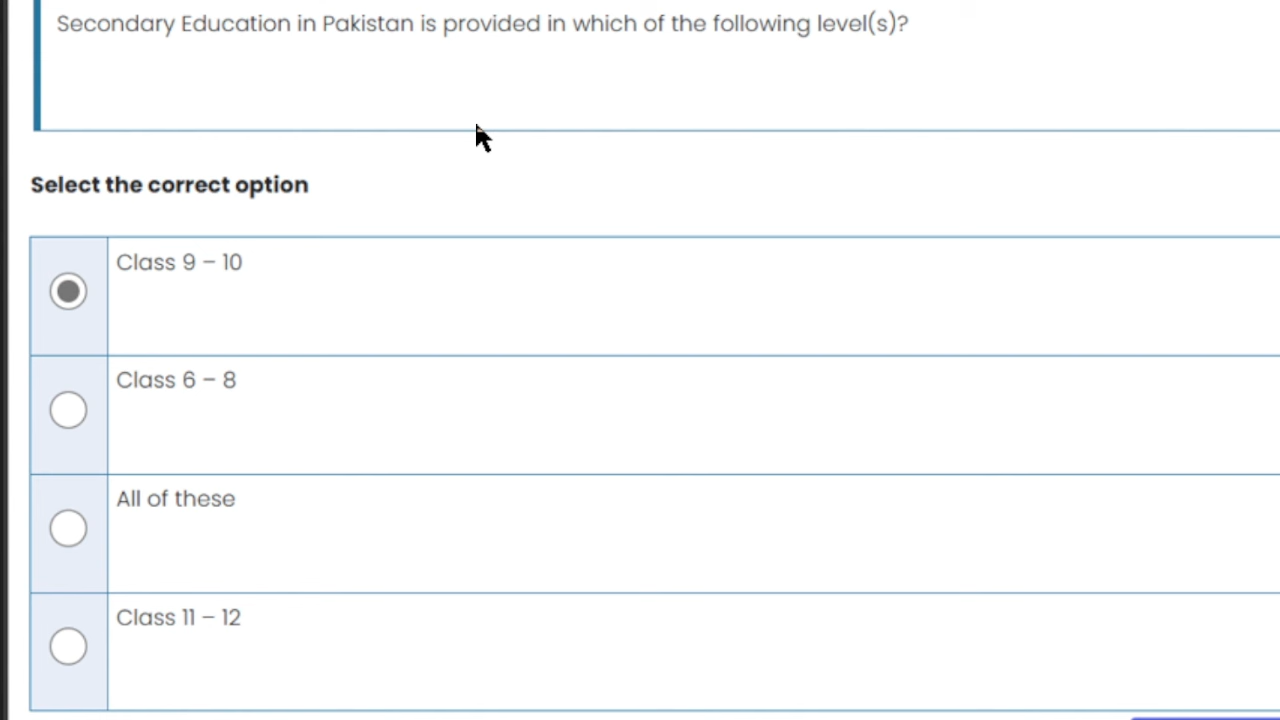 Secondary Education in Pakistan is provided in which of the following level(s)?
Select the correct option
Class 9 – 10
Class 6 – 8
All of these
Class 11 – 12